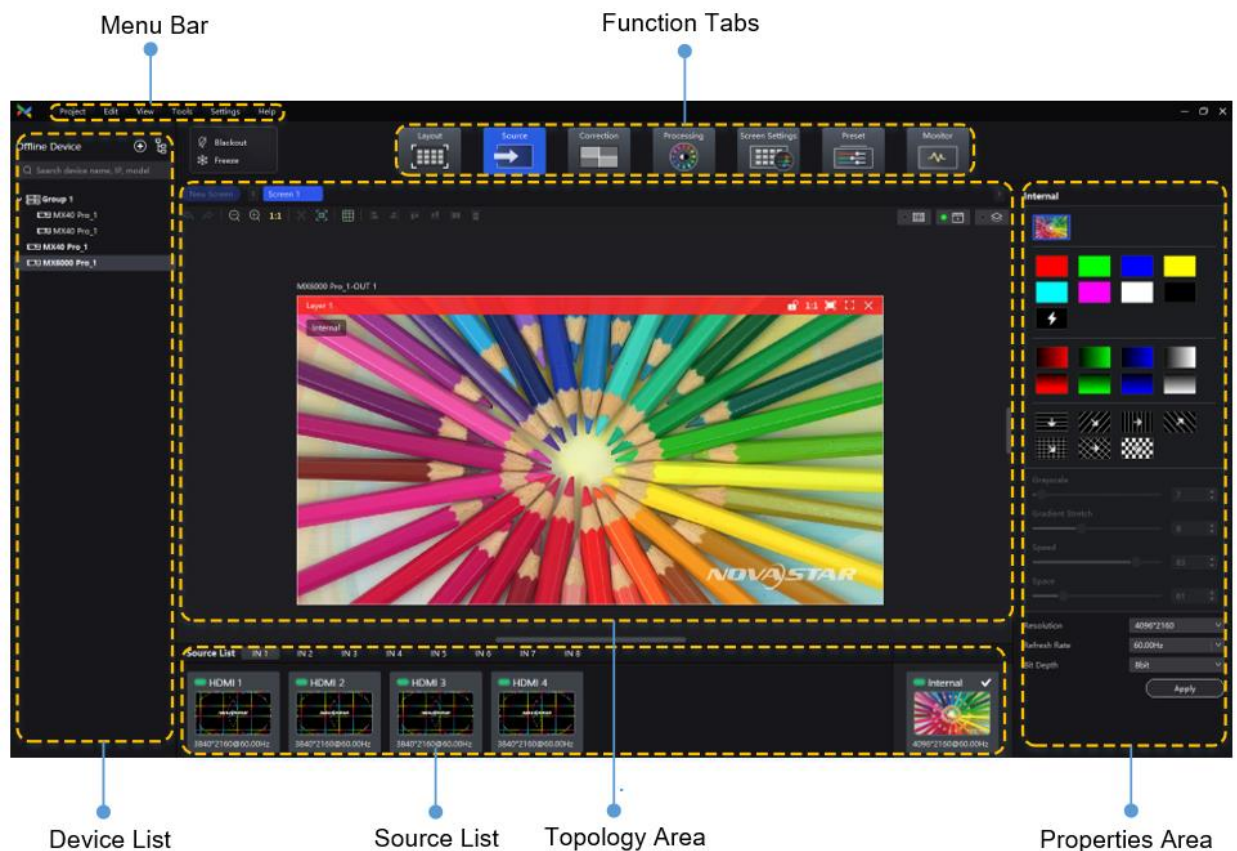 Menu Bar
Function Tabs
Project Edit View Tools Settings Help
Offline Device
Search device name, IP, model
Group 1
MX40 Pro_1
MX40 Pro_1
MX40 Pro_1
MX6000 Pro_1
Blackout
Freeze
Layout Source Correction Processing Screen Settings Preset Monitor
New Screen Screen 1
1:1
MX6000 Pro_1-OUT 1
Layer 1 1:1
Internal
NOVASTAR
Source List IN 1 IN 2 IN 3 IN 4 IN 5 IN 6 IN 7 IN 8
HDMI 1 HDMI 2 HDMI 3 HDMI 4 Internal
3840*2160@60.00Hz 3840*2160@60.00Hz 3840*2160@60.00Hz 3840*2160@60.00Hz 4096*2160@60.00Hz
Internal
Grayscale
7
Gradient Stretch
8
Speed
Space
Resolution 4096*2160
Refresh Rate 60.00Hz
Bit Depth 8bit
Apply
Device List
Source List
Topology Area
Properties Area